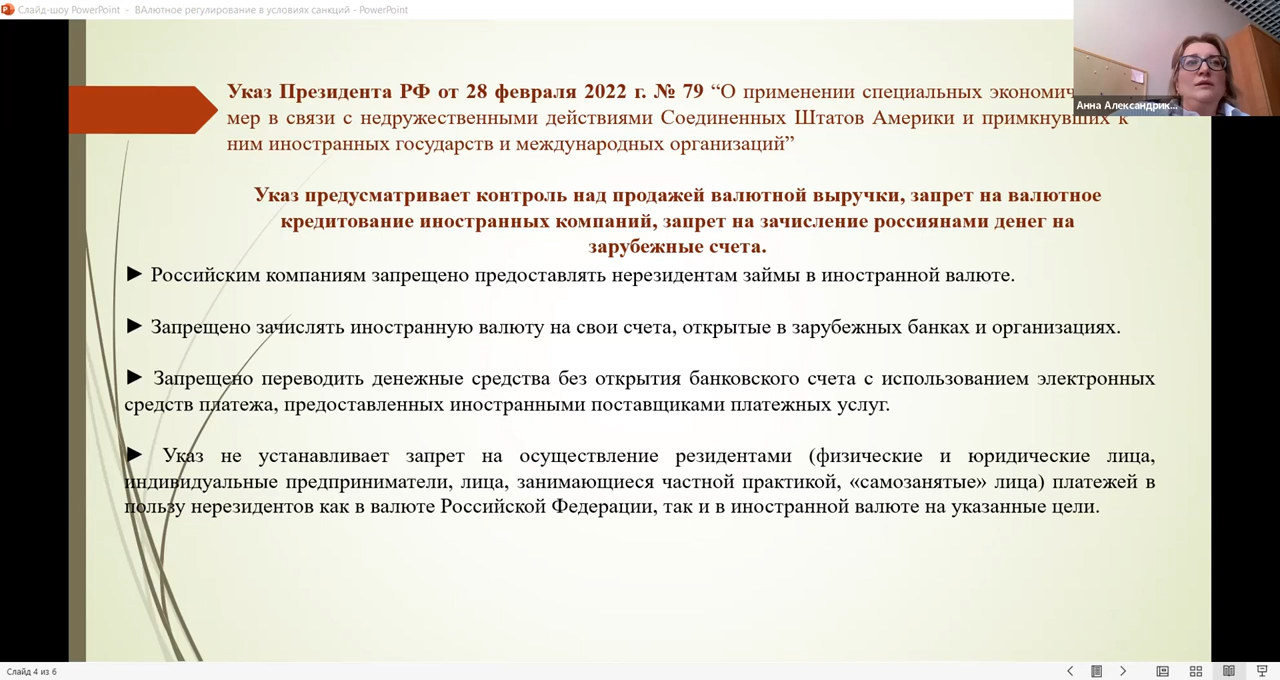 Слайд-шоу PowerPoint - ВАлютное регулирование в условиях санкций - PowerPoint
Указ Президента РФ от 28 февраля 2022 г. № 79 “О применении специальных экономич
мер в связи с недружественными действиями Соединенных Штатов Америки и примкнувших к
ним иностранных государств и международных организаций”
Анна Александрик...
Указ предусматривает контроль над продажей валютной выручки, запрет на валютное
кредитование иностранных компаний, запрет на зачисление россиянами денег на
зарубежные счета.
► Российским компаниям запрещено предоставлять нерезидентам займы в иностранной валюте.
► Запрещено зачислять иностранную валюту на свои счета, открытые в зарубежных банках и организациях.
► Запрещено переводить денежные средства без открытия банковского счета с использованием электронных
средств платежа, предоставленных иностранными поставщиками платежных услуг.
► Указ не устанавливает запрет на осуществление резидентами (физические и юридические лица,
индивидуальные предприниматели, лица, занимающиеся частной практикой, «самозанятые» лица) платежей в
пользу нерезидентов как в валюте Российской Федерации, так и в иностранной валюте на указанные цели.
Слайд 4 из 6